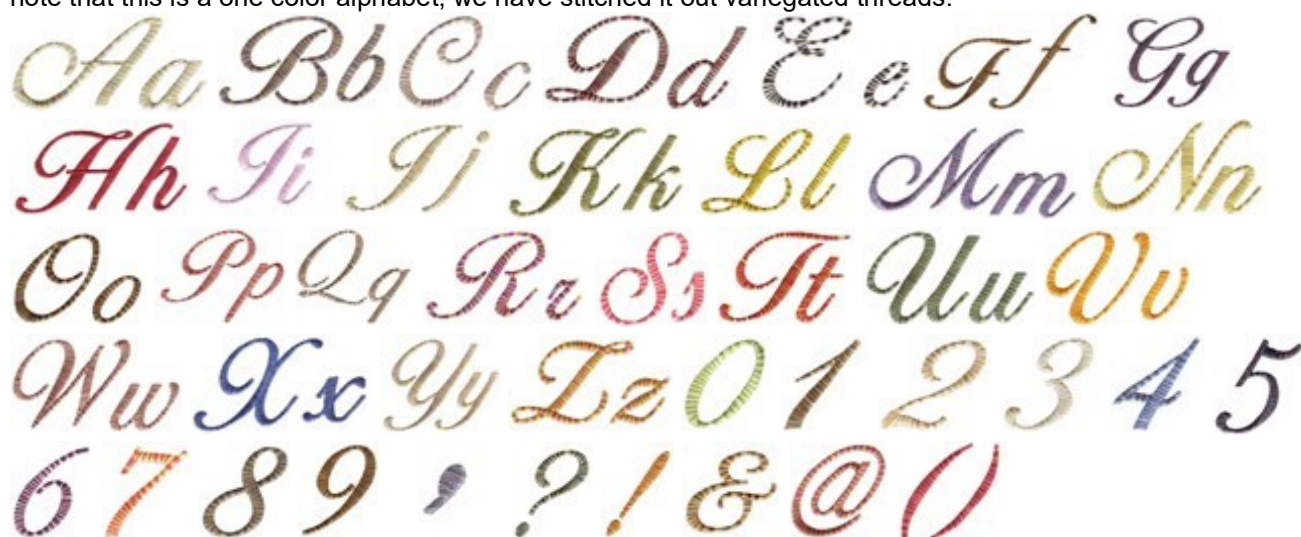 note that this is a one color alphabet, we have stitched it out variegated threads.
Aa Bb Cc Dd Ee Ff Gg
Hh Ii Jj Kk Ll Mm Nn
Oo Pp Qq Rr Ss Tt Uu Vv
Ww Xx Yy Zz 0 1 2 3 4 5
6 7 8 9 , ? ! & @ ( )